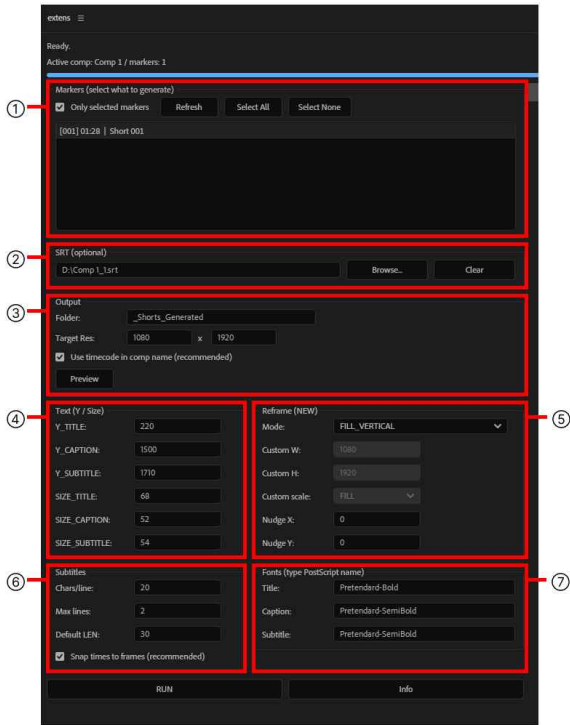 extens ≡
Ready.
Active comp: Comp 1 / markers: 1
① Markers (select what to generate)
Only selected markers Refresh Select All Select None
[001] 01:28 | Short 001
② SRT (optional)
D:\Comp 1_1.srt Browse... Clear
③ Output
Folder: _Shorts_Generated
Target Res: 1080 x 1920
Use timecode in comp name (recommended)
Preview
④ Text (Y / Size)
Y_TITLE: 220
Y_CAPTION: 1500
Y_SUBTITLE: 1710
SIZE_TITLE: 68
SIZE_CAPTION: 52
SIZE_SUBTITLE: 54
⑤ Reframe (NEW)
Mode: FILL_VERTICAL
Custom W: 1080
Custom H: 1920
Custom scale: FILL
Nudge X: 0
Nudge Y: 0
⑥ Subtitles
Chars/line: 20
Max lines: 2
Default LEN: 30
Snap times to frames (recommended)
⑦ Fonts (type PostScript name)
Title: Pretendard-Bold
Caption: Pretendard-SemiBold
Subtitle: Pretendard-SemiBold
RUN Info